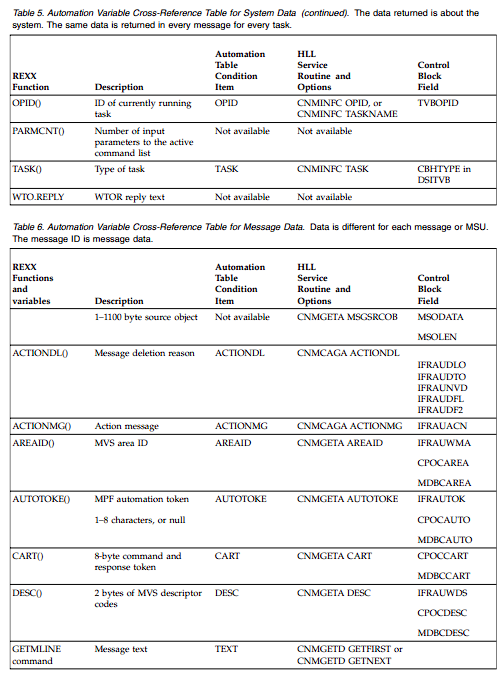 Table 5. Automation Variable Cross-Reference Table for System Data (continued). The data returned is about the
system. The same data is returned in every message for every task.
REXX Function | Description | Automation Table Condition Item | HLL Service Routine and Options | Control Block Field
OPID() | ID of currently running task | OPID | CNMINFC OPID, or CNMINFC TASKNAME | TVBOPID
PARMCNT() | Number of input parameters to the active command list | Not available | Not available
TASK() | Type of task | TASK | CNMINFC TASK | CBHTYPE in DSITVB
WTO.REPLY | WTOR reply text | Not available | Not available
Table 6. Automation Variable Cross-Reference Table for Message Data. Data is different for each message or MSU.
The message ID is message data.
REXX Functions and variables | Description | Automation Table Condition Item | HLL Service Routine and Options | Control Block Field
1–1100 byte source object | Not available | CNMGETA MSGSRCOB | MSODATA
MSOLEN
ACTIONDL() | Message deletion reason | ACTIONDL | CNMCAGA ACTIONDL
IFRAUDLO
IFRAUDTO
IFRAUNVD
IFRAUDFL
IFRAUDF2
ACTIONMG() | Action message | ACTIONMG | CNMCAGA ACTIONMG | IFRAUACN
AREAID() | MVS area ID | AREAID | CNMGETA AREAID | IFRAUWMA
CPOCAREA
MDBCAREA
AUTOTOKE() | MPF automation token | AUTOTOKE | CNMGETA AUTOTOKE | IFRAUTOK
1–8 characters, or null | CPOCAUTO
MDBCAUTO
CART() | 8-byte command and response token | CART | CNMGETA CART | CPOCCART
MDBCCART
DESC() | 2 bytes of MVS descriptor codes | DESC | CNMGETA DESC | IFRAUWDS
CPOCDESC
MDBCDESC
GETMLINE command | Message text | TEXT | CNMGETD GETFIRST or CNMGETD GETNEXT